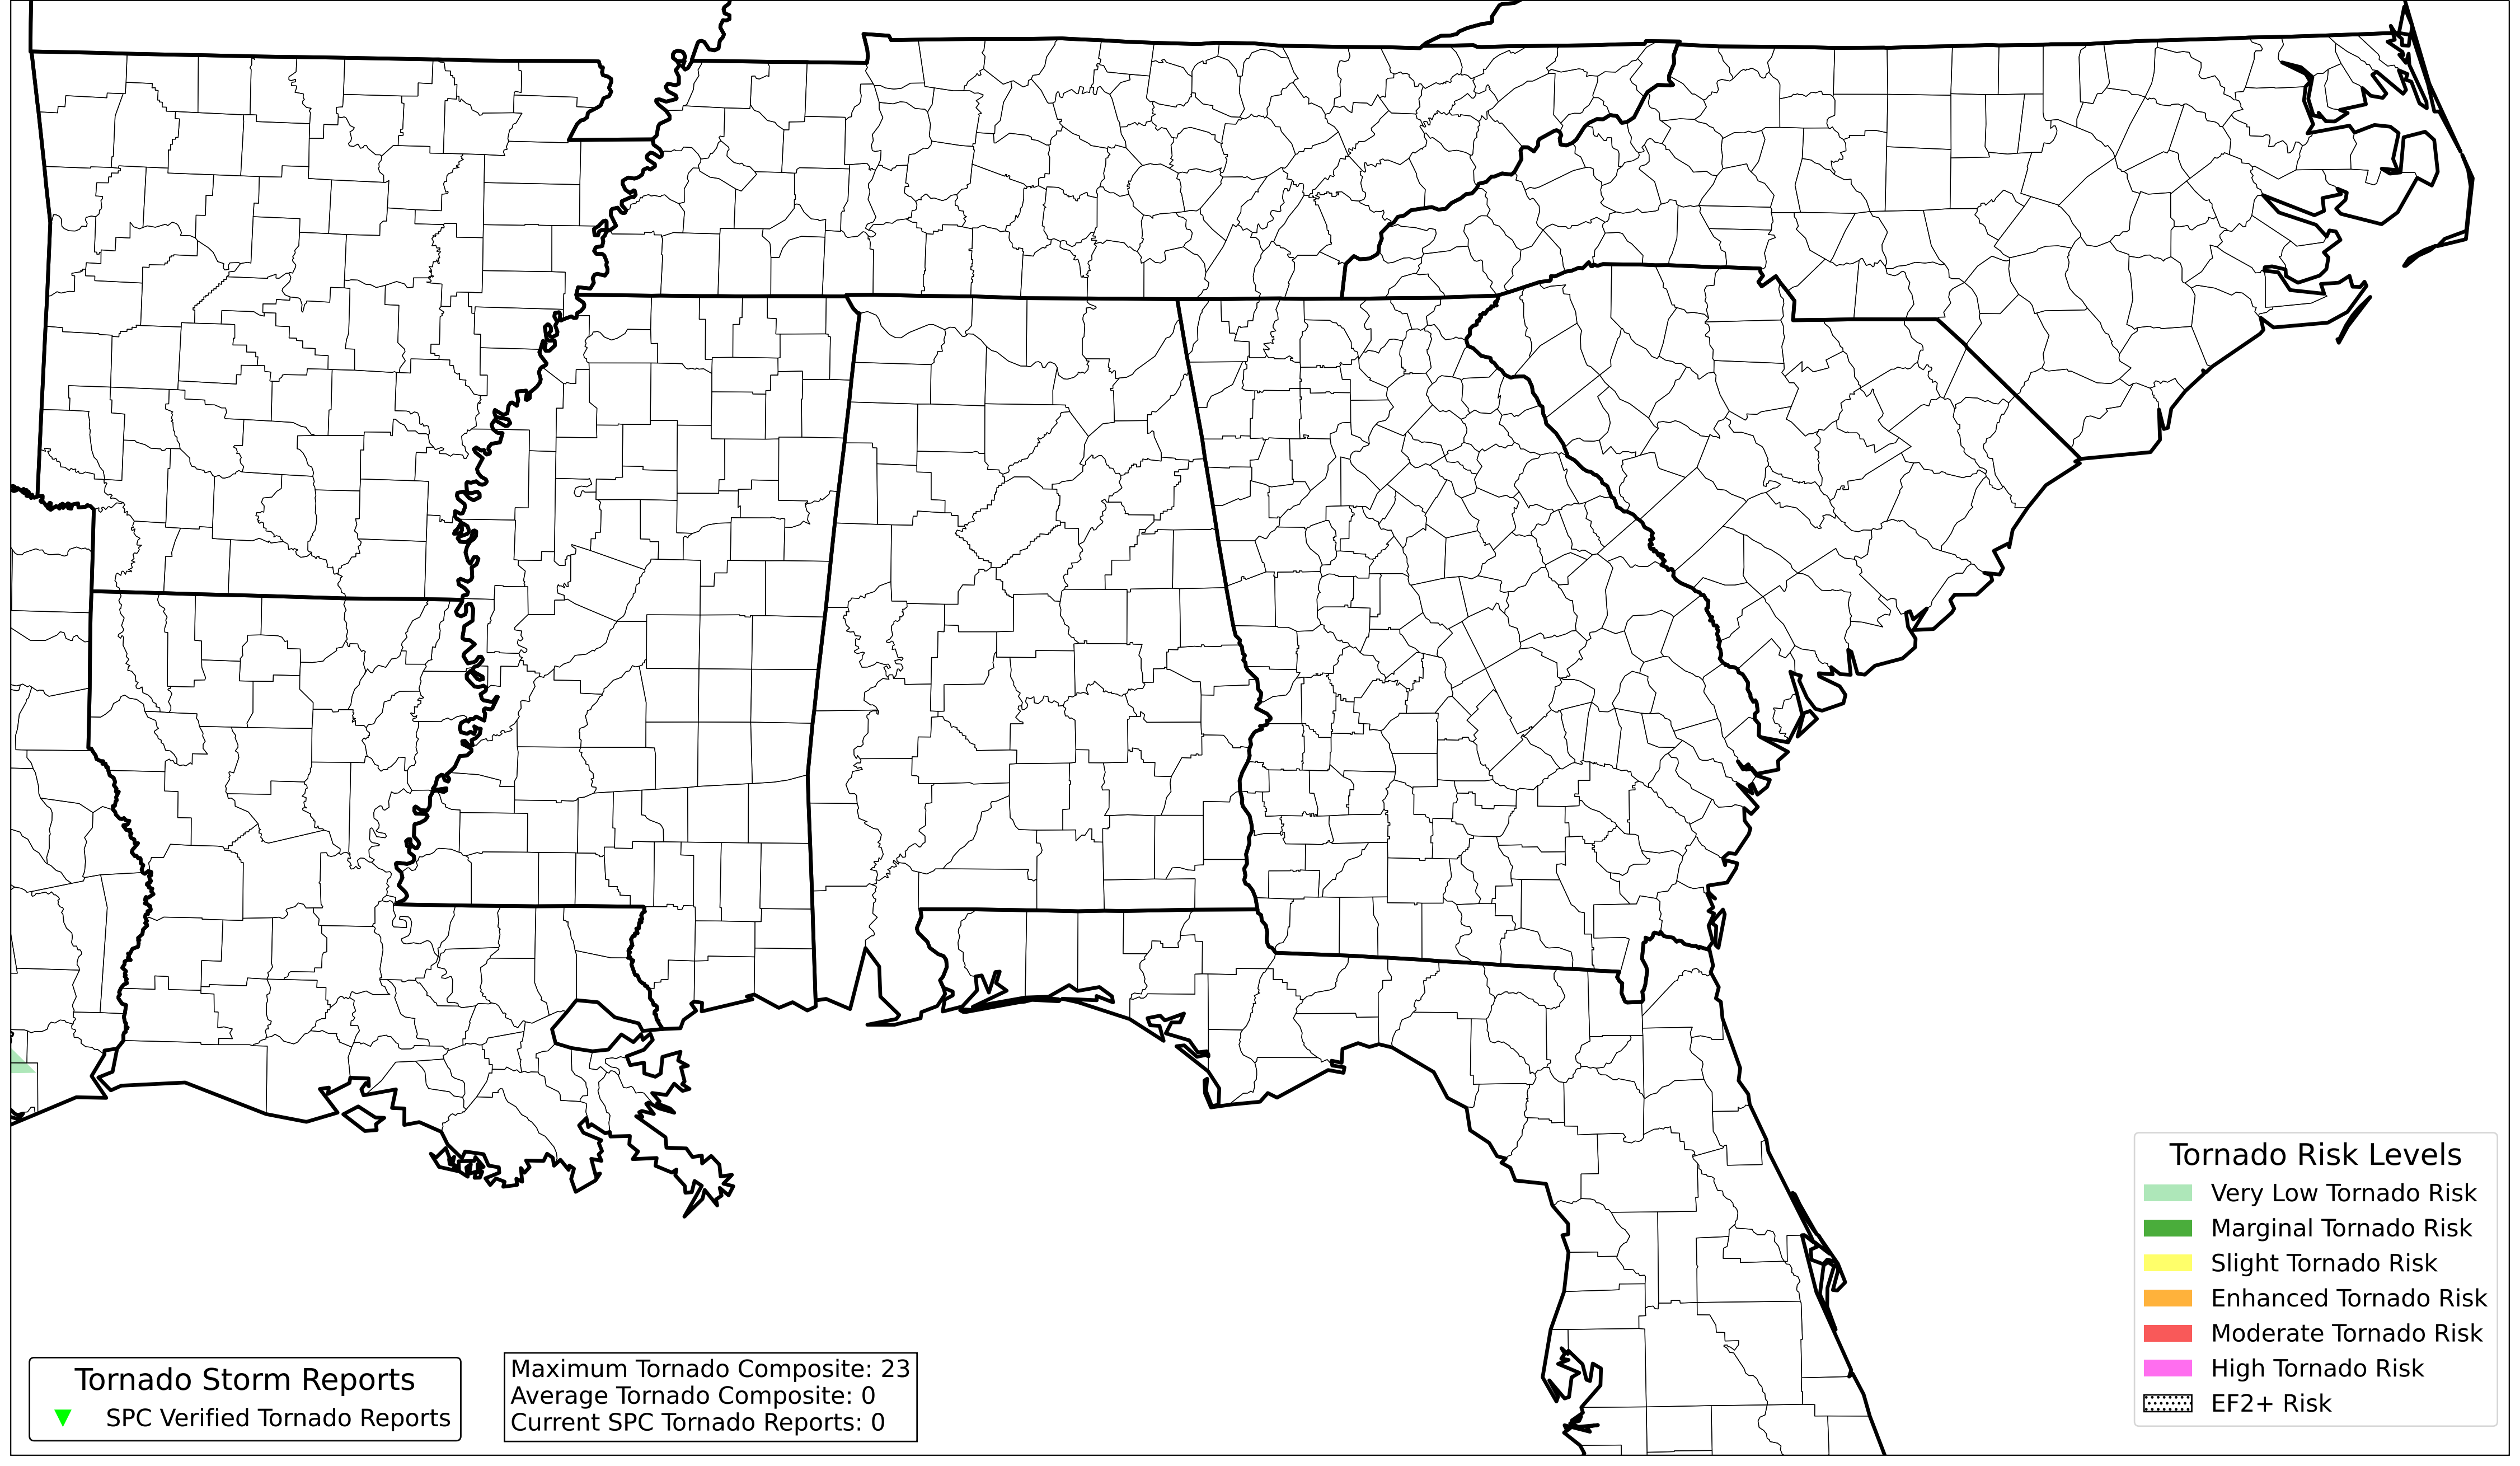 Tornado Risk Levels
Very Low Tornado Risk
Marginal Tornado Risk
Slight Tornado Risk
Enhanced Tornado Risk
Moderate Tornado Risk
High Tornado Risk
EF2+ Risk
Tornado Storm Reports
SPC Verified Tornado Reports
Maximum Tornado Composite: 23
Average Tornado Composite: 0
Current SPC Tornado Reports: 0